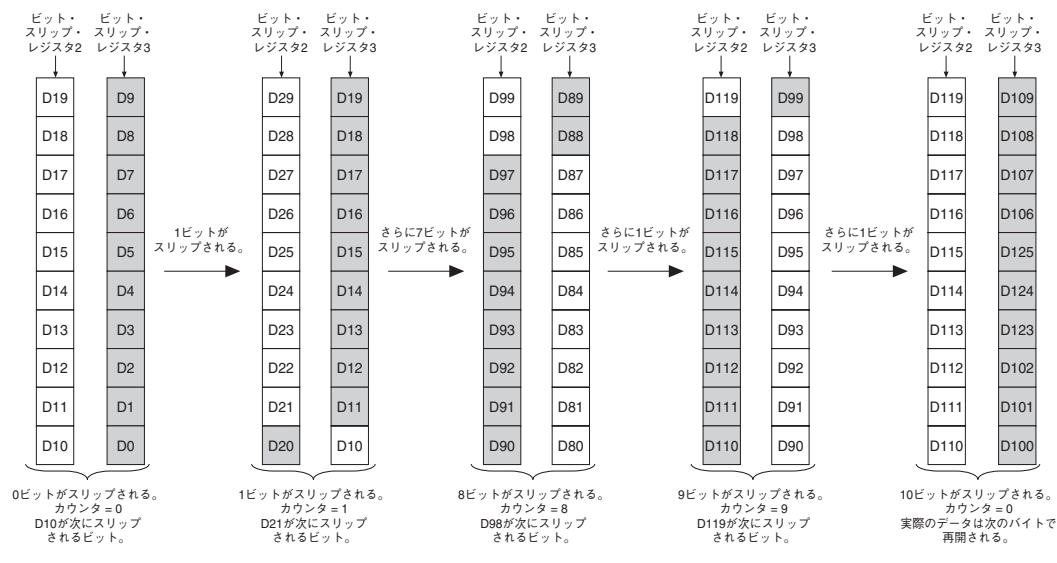 ビット・
スリップ・
レジスタ2
ビット・
スリップ・
レジスタ3
D19
D18
D17
D16
D15
D14
D13
D12
D11
D10
D9
D8
D7
D6
D5
D4
D3
D2
D1
D0
0ビットがスリップされる。
カウンタ = 0
D10が次にスリップ
されるビット。
1ビットが
スリップされる。
ビット・
スリップ・
レジスタ2
ビット・
スリップ・
レジスタ3
D29
D28
D27
D26
D25
D24
D23
D22
D21
D20
D19
D18
D17
D16
D15
D14
D13
D12
D11
D10
1ビットがスリップされる。
カウンタ = 1
D21が次にスリップ
されるビット。
さらに7ビットが
スリップされる。
ビット・
スリップ・
レジスタ2
ビット・
スリップ・
レジスタ3
D99
D98
D97
D96
D95
D94
D93
D92
D91
D90
D89
D88
D87
D86
D85
D84
D83
D82
D81
D80
8ビットがスリップされる。
カウンタ = 8
D98が次にスリップ
されるビット。
さらに1ビットが
スリップされる。
ビット・
スリップ・
レジスタ2
ビット・
スリップ・
レジスタ3
D119
D118
D117
D116
D115
D114
D113
D112
D111
D110
D99
D98
D97
D96
D95
D94
D93
D92
D91
D90
9ビットがスリップされる。
カウンタ = 9
D119が次にスリップ
されるビット。
さらに1ビットが
スリップされる。
ビット・
スリップ・
レジスタ2
ビット・
スリップ・
レジスタ3
D119
D118
D117
D116
D115
D114
D113
D112
D111
D110
D109
D108
D107
D106
D125
D124
D123
D102
D101
D100
10ビットがスリップされる。
カウンタ = 0
実際のデータは次のバイトで
再開される。